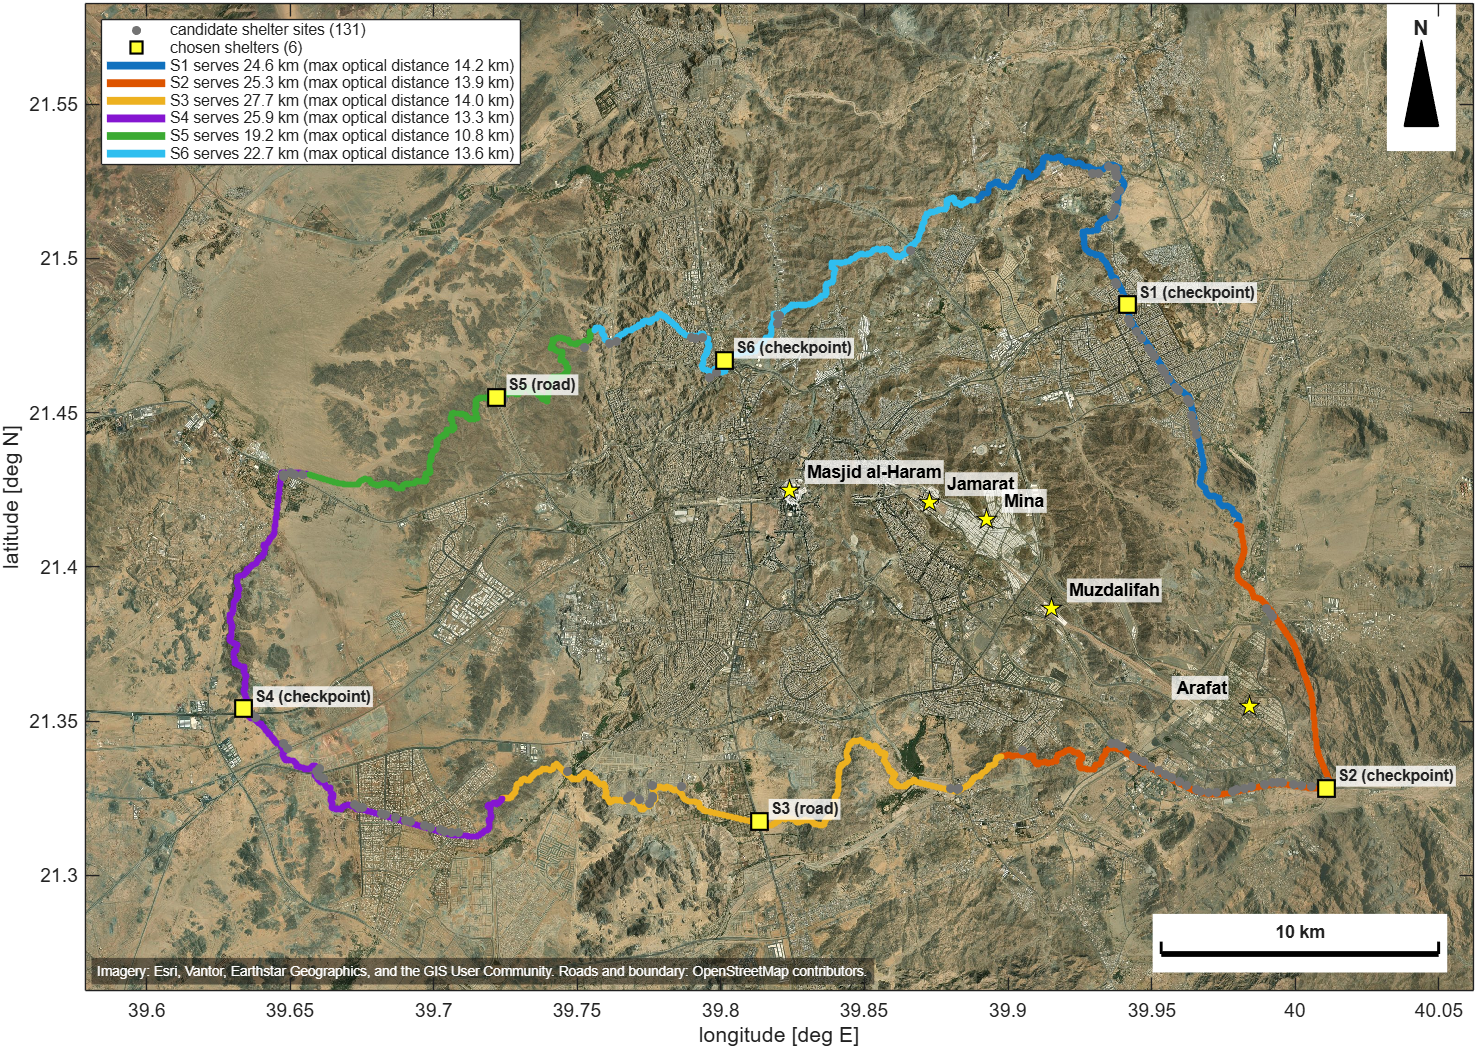 candidate shelter sites (131)
chosen shelters (6)
S1 serves 24.6 km (max optical distance 14.2 km)
S2 serves 25.3 km (max optical distance 13.9 km)
S3 serves 27.7 km (max optical distance 14.0 km)
S4 serves 25.9 km (max optical distance 13.3 km)
S5 serves 19.2 km (max optical distance 10.8 km)
S6 serves 22.7 km (max optical distance 13.6 km)
N
21.55
21.5
21.45
21.4
21.35
21.3
latitude [deg N]
S1 (checkpoint)
S6 (checkpoint)
S5 (road)
Masjid al-Haram
Jamarat
Mina
Muzdalifah
Arafat
S4 (checkpoint)
S2 (checkpoint)
S3 (road)
10 km
Imagery: Esri, Vantor, Earthstar Geographics, and the GIS User Community. Roads and boundary: OpenStreetMap contributors.
39.6
39.65
39.7
39.75
39.8
39.85
39.9
39.95
40
40.05
longitude [deg E]